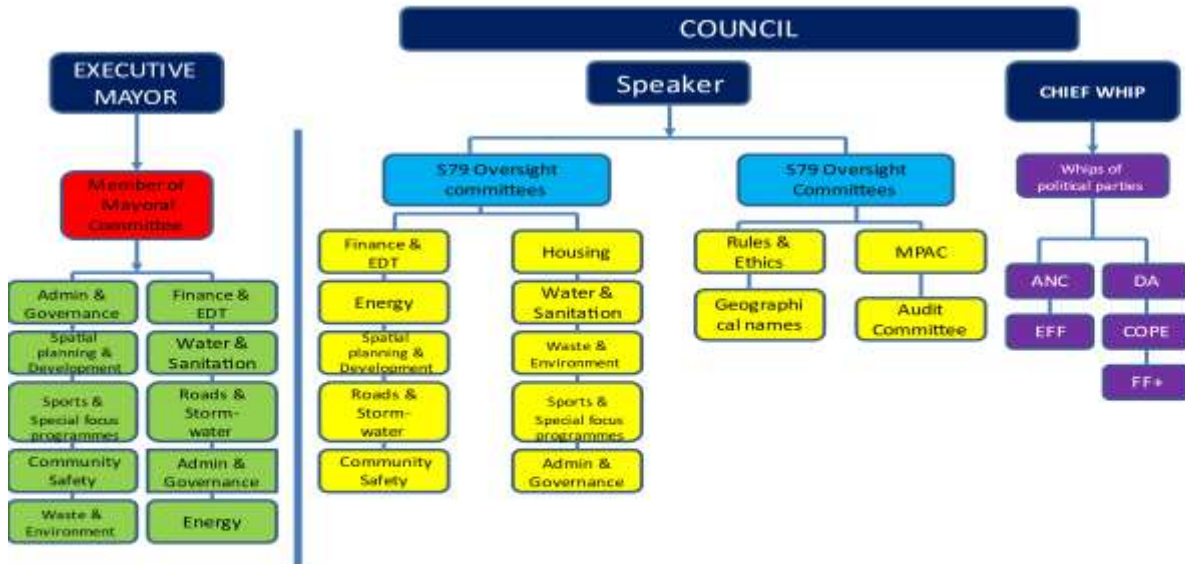 COUNCIL
EXECUTIVE
MAYOR
Speaker
CHIEF WHIP
Member of
Mayoral
Committee
S79 Oversight
committees
S79 Oversight
Committees
Whips of
political parties
Admin &
Governance
Spatial
planning &
Development
Sports &
Special focus
programmes
Community
Safety
Waste &
Environment
Finance &
EDT
Water &
Sanitation
Roads &
Storm-
water
Admin &
Governance
Energy
Finance &
EDT
Energy
Spatial
planning &
Development
Roads &
Storm-
water
Community
Safety
Housing
Water &
Sanitation
Waste &
Environment
Sports &
Special focus
programmes
Admin &
Governance
Rules &
Ethics
Geographi
cal names
MPAC
Audit
Committee
ANC
EFF
DA
COPE
FF+